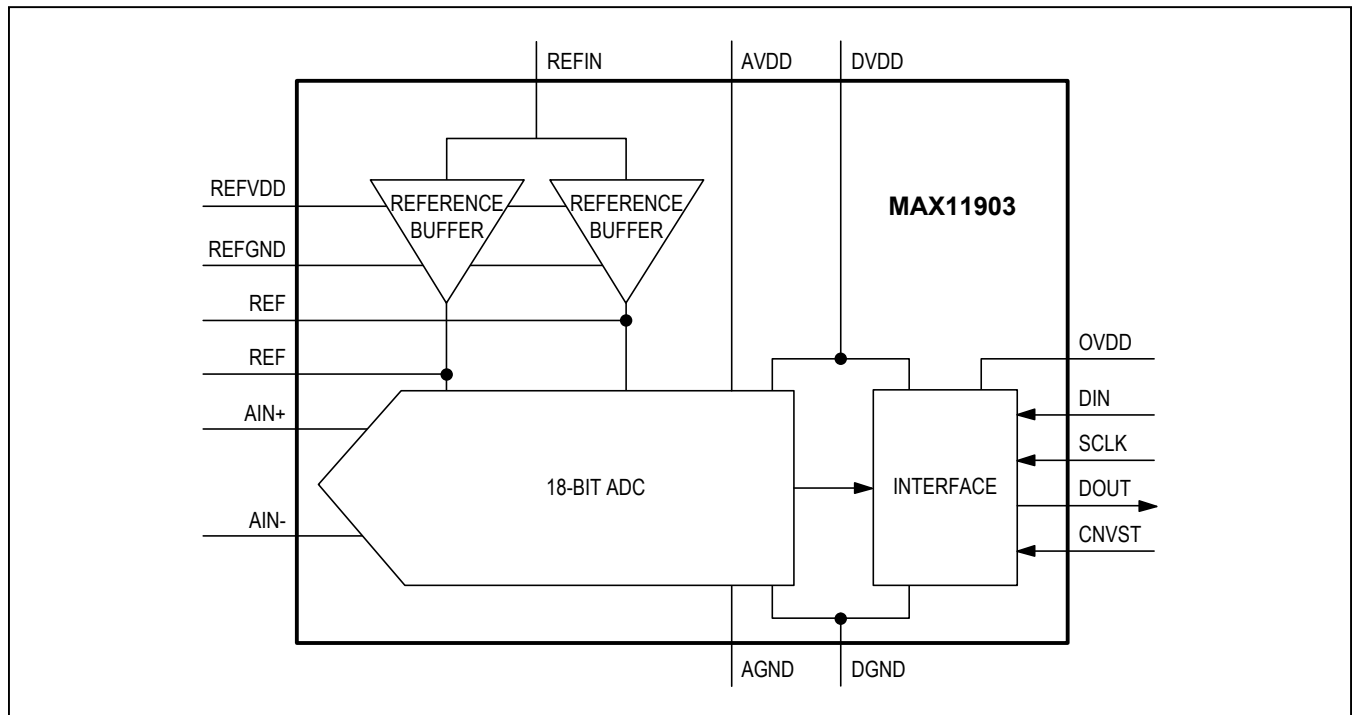 REFIN
AVDD
DVDD
REFVDD
REFERENCE
BUFFER
REFERENCE
BUFFER
MAX11903
REFGND
REF
REF
OVDD
AIN+
DIN
SCLK
18-BIT ADC
INTERFACE
DOUT
AIN-
CNVST
AGND
DGND